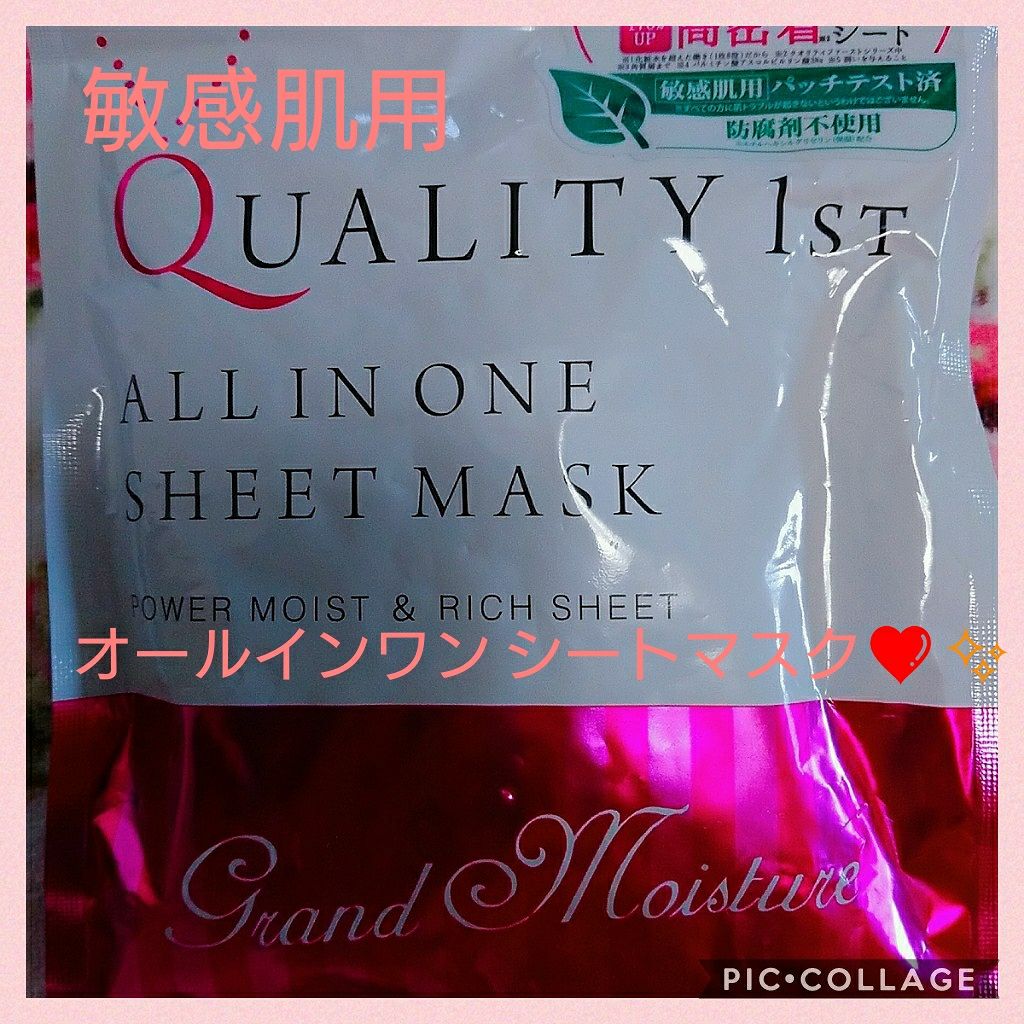 UP 高密着 シート
敏感肌用 パッチテスト済
防腐剤不使用
敏感肌用
QUALITY 1ST
ALL IN ONE
SHEET MASK
POWER MOIST & RICH SHEET
オールインワンシートマスク❤✨
Grand Moisture
PIC•COLLAGE